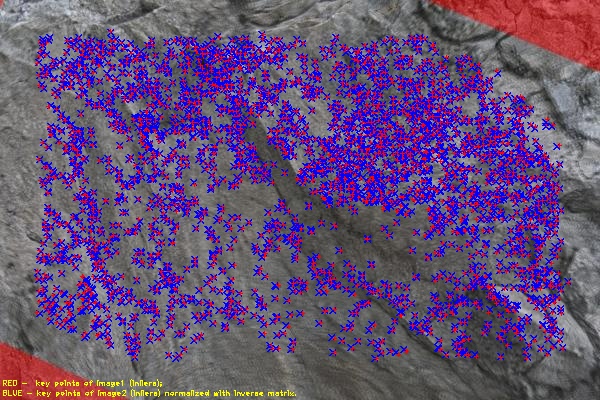 RED - key points of image1 (inliers);
BLUE - key points of image2 (inliers) normalized with inverse matrix.